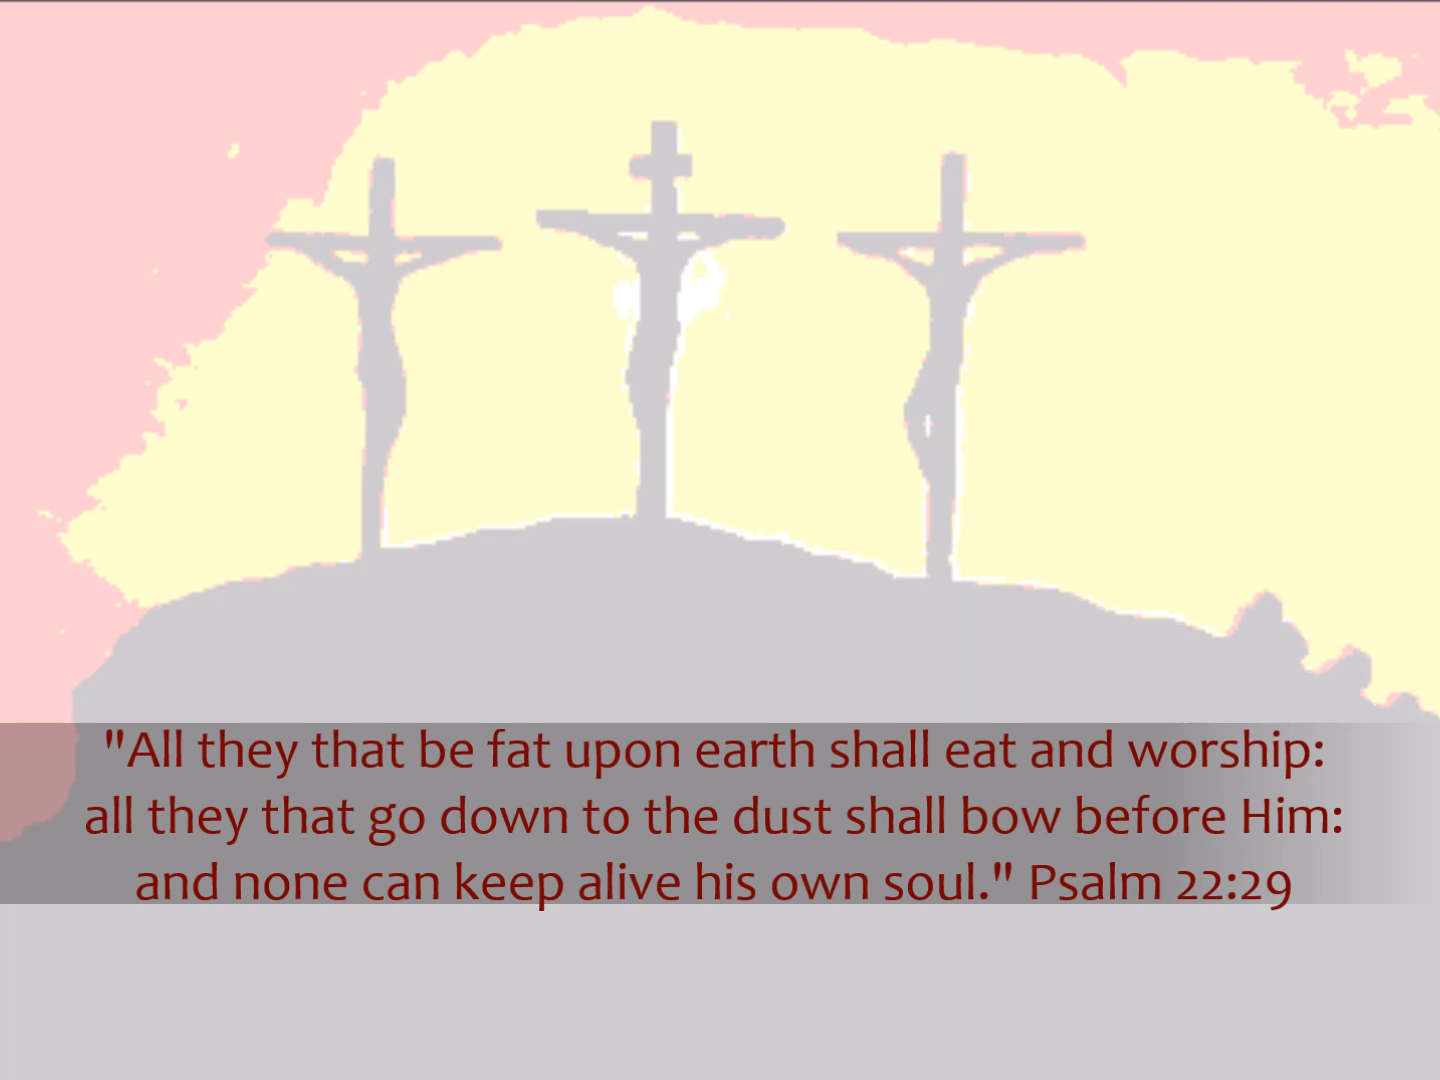 "All they that be fat upon earth shall eat and worship:
all they that go down to the dust shall bow before Him:
and none can keep alive his own soul." Psalm 22:29